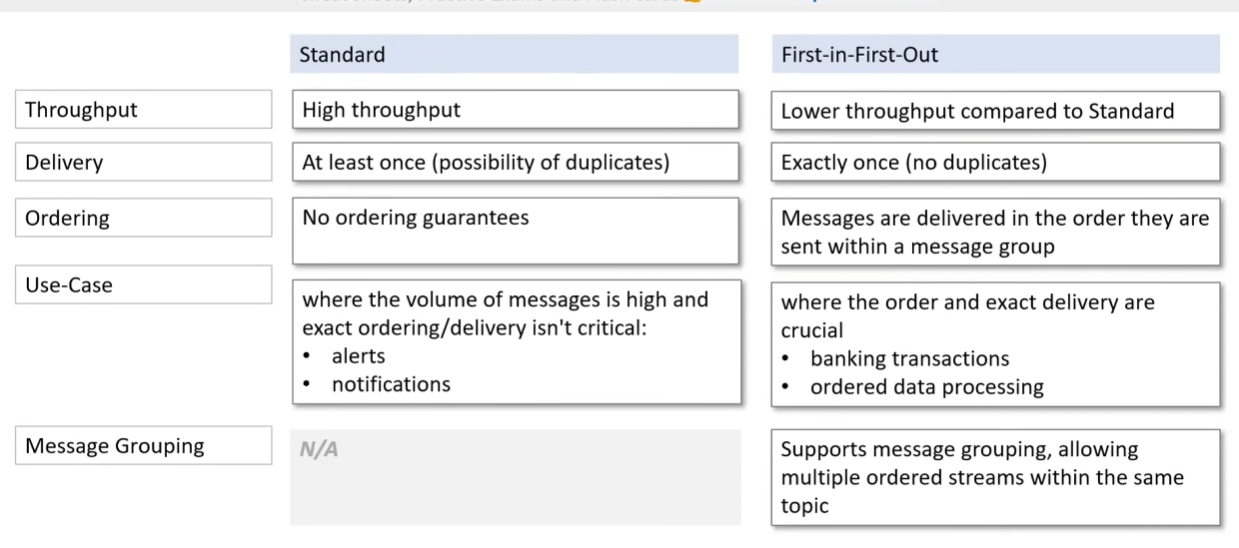 Standard
First-in-First-Out
Throughput
High throughput
Lower throughput compared to Standard
Delivery
At least once (possibility of duplicates)
Exactly once (no duplicates)
Ordering
No ordering guarantees
Messages are delivered in the order they are
sent within a message group
Use-Case
where the volume of messages is high and
exact ordering/delivery isn't critical:
• alerts
• notifications
where the order and exact delivery are
crucial
• banking transactions
• ordered data processing
Message Grouping
N/A
Supports message grouping, allowing
multiple ordered streams within the same
topic